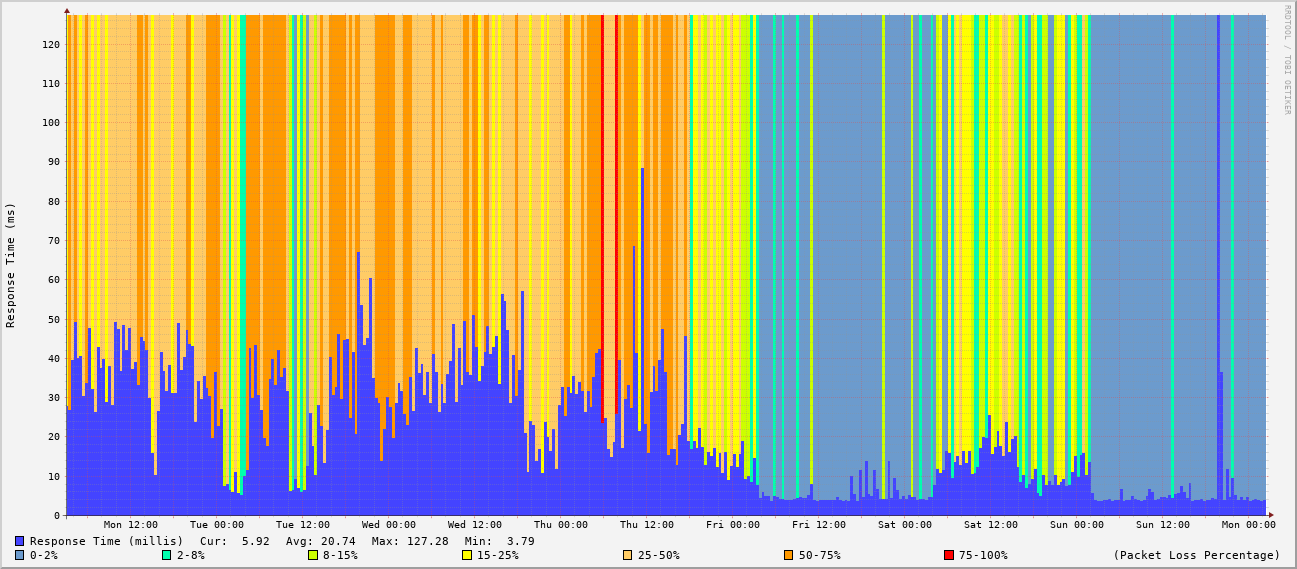 RRDTOOL / TOBI OETIKER
Response Time (ms)
120
110
100
90
80
70
60
50
40
30
20
10
0
Mon 12:00 Tue 00:00 Tue 12:00 Wed 00:00 Wed 12:00 Thu 00:00 Thu 12:00 Fri 00:00 Fri 12:00 Sat 00:00 Sat 12:00 Sun 00:00 Sun 12:00 Mon 00:00
Response Time (millis) Cur: 5.92 Avg: 20.74 Max: 127.28 Min: 3.79
0-2% 2-8% 8-15% 15-25% 25-50% 50-75% 75-100% (Packet Loss Percentage)